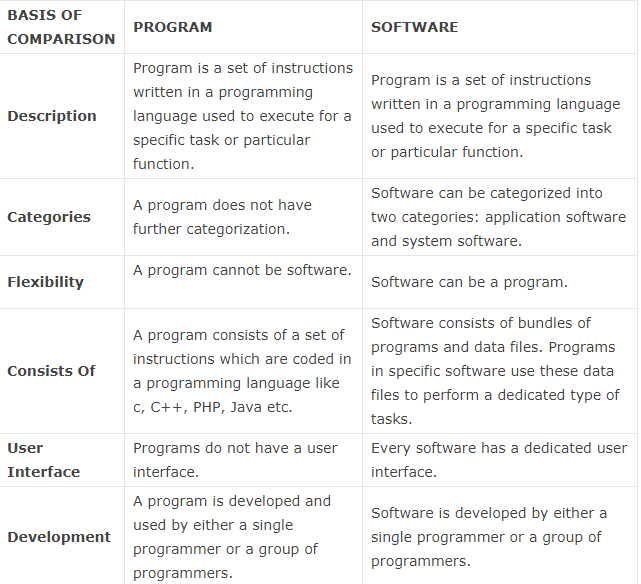 BASIS OF
COMPARISON
PROGRAM
SOFTWARE
Description
Program is a set of instructions
written in a programming
language used to execute for a
specific task or particular
function.
Program is a set of instructions
written in a programming language
used to execute for a specific task
or particular function.
Categories
A program does not have
further categorization.
Software can be categorized into
two categories: application software
and system software.
Flexibility
A program cannot be software.
Software can be a program.
Consists Of
A program consists of a set of
instructions which are coded in
a programming language like
c, C++, PHP, Java etc.
Software consists of bundles of
programs and data files. Programs
in specific software use these data
files to perform a dedicated type of
tasks.
User
Interface
Programs do not have a user
interface.
Every software has a dedicated user
interface.
Development
A program is developed and
used by either a single
programmer or a group of
programmers.
Software is developed by either a
single programmer or a group of
programmers.